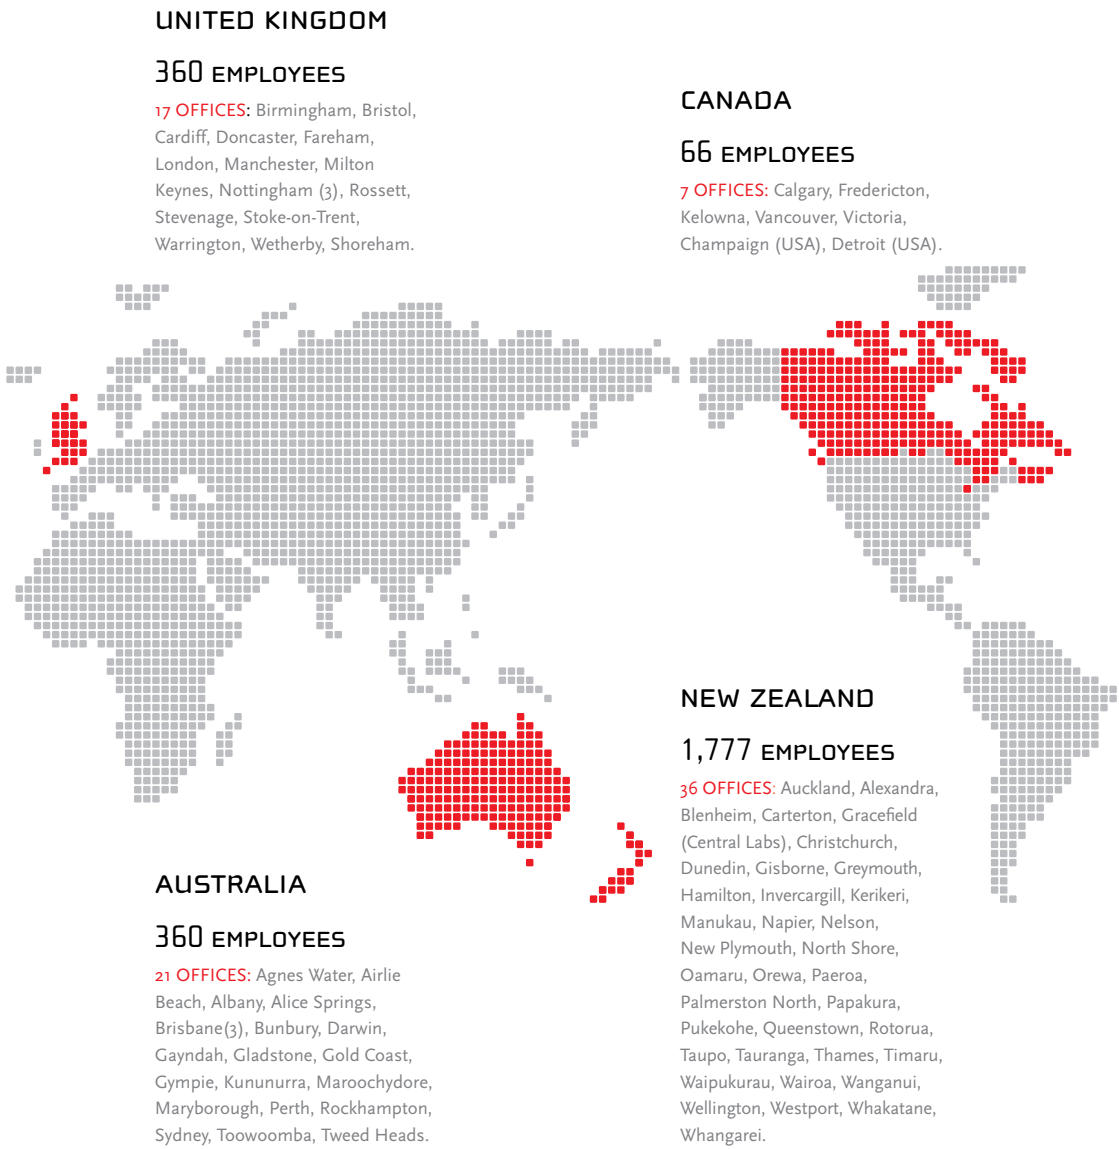 UNITED KINGDOM
360 EMPLOYEES
17 OFFICES: Birmingham, Bristol,
Cardiff, Doncaster, Fareham,
London, Manchester, Milton
Keynes, Nottingham (3), Rossett,
Stevenage, Stoke-on-Trent,
Warrington, Wetherby, Shoreham.
CANADA
66 EMPLOYEES
7 OFFICES: Calgary, Fredericton,
Kelowna, Vancouver, Victoria,
Champaign (USA), Detroit (USA).
AUSTRALIA
360 EMPLOYEES
21 OFFICES: Agnes Water, Airlie
Beach, Albany, Alice Springs,
Brisbane(3), Bunbury, Darwin,
Gayndah, Gladstone, Gold Coast,
Gympie, Kununurra, Maroochydore,
Maryborough, Perth, Rockhampton,
Sydney, Toowoomba, Tweed Heads.
NEW ZEALAND
1,777 EMPLOYEES
36 OFFICES: Auckland, Alexandra,
Blenheim, Carterton, Gracefield
(Central Labs), Christchurch,
Dunedin, Gisborne, Greymouth,
Hamilton, Invercargill, Kerikeri,
Manukau, Napier, Nelson,
New Plymouth, North Shore,
Oamaru, Orewa, Paeroa,
Palmerston North, Papakura,
Pukekohe, Queenstown, Rotorua,
Taupo, Tauranga, Thames, Timaru,
Waipukurau, Wairoa, Wanganui,
Wellington, Westport, Whakatane,
Whangarei.